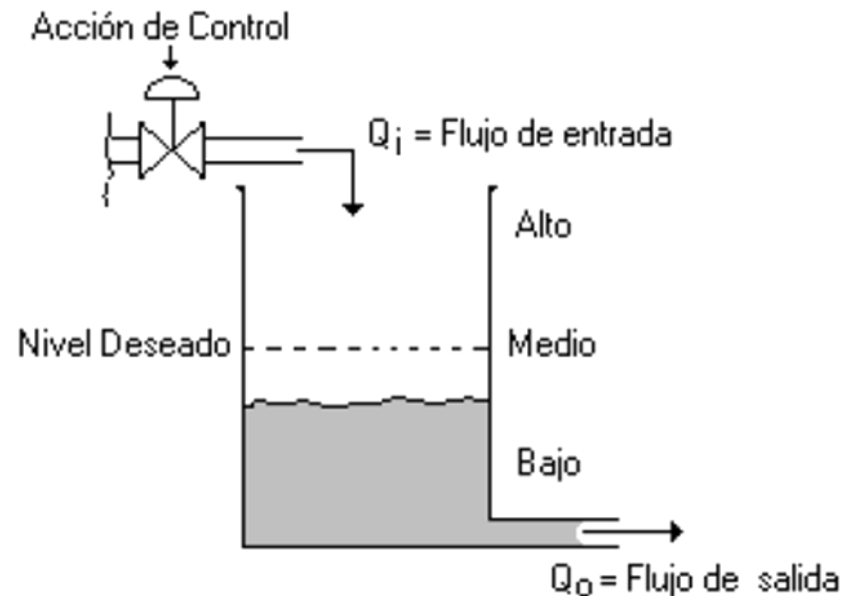 Acción de Control
Qi = Flujo de entrada
Alto
Nivel Deseado
Medio
Bajo
Qo = Flujo de salida